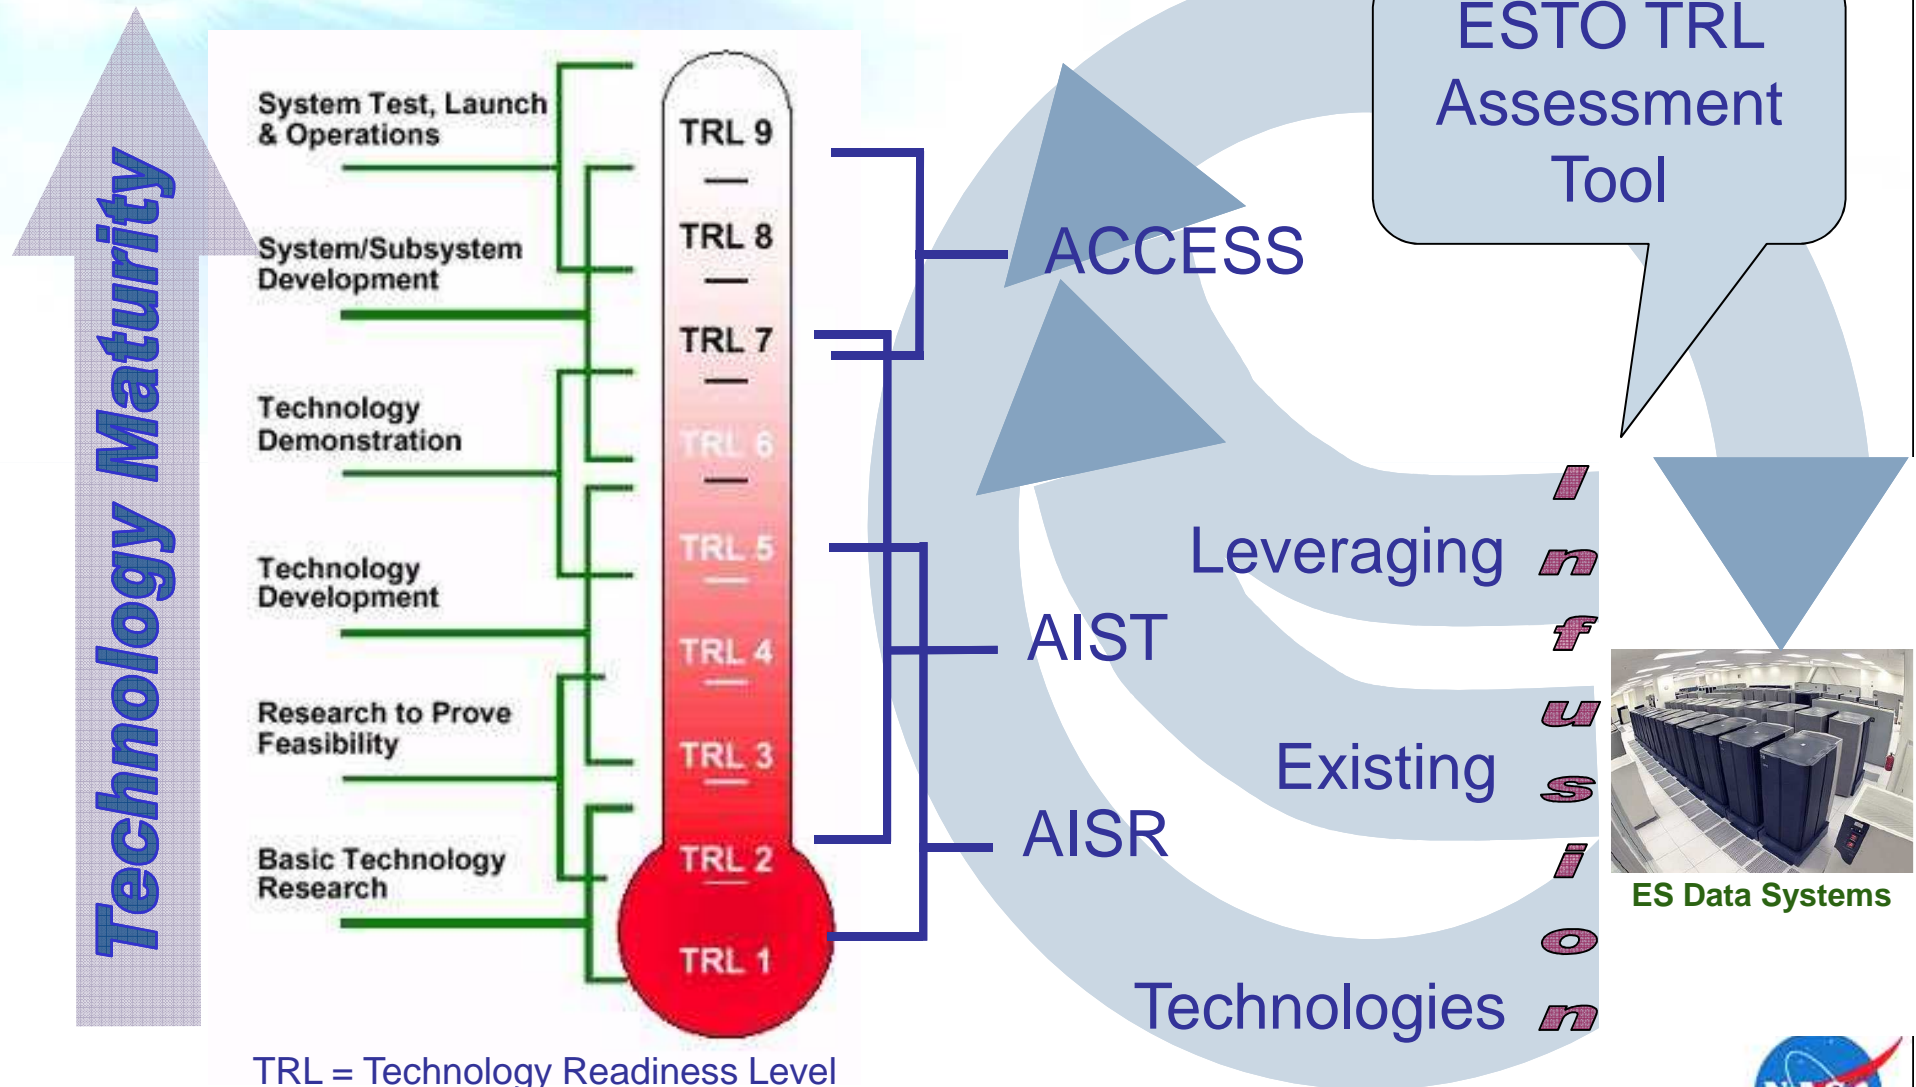 Technology Maturity
System Test, Launch
& Operations
System/Subsystem
Development
Technology
Demonstration
Technology
Development
Research to Prove
Feasibility
Basic Technology
Research
TRL 9
TRL 8
TRL 7
TRL 6
TRL 5
TRL 4
TRL 3
TRL 2
TRL 1
TRL = Technology Readiness Level
ACCESS
AIST
AISR
ESTO TRL
Assessment
Tool
Leveraging
Existing
Technologies
Infusion
ES Data Systems
NASA